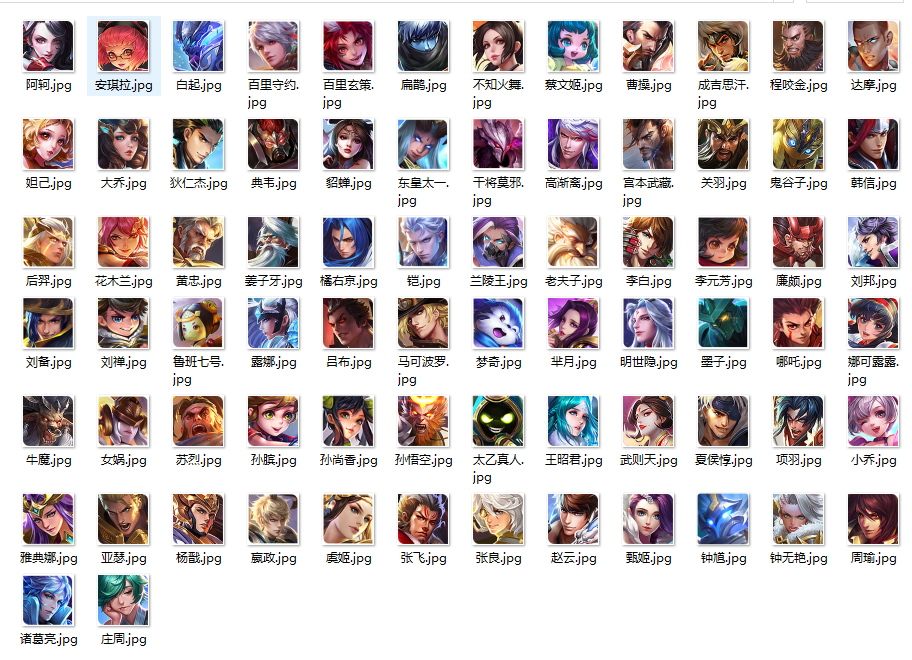 阿轲.jpg
安琪拉.jpg
白起.jpg
百里守约.
jpg
百里玄策.
jpg
扁鹊.jpg
不知火舞.
jpg
蔡文姬.jpg
曹操.jpg
成吉思汗.
jpg
程咬金.jpg
达摩.jpg
妲己.jpg
大乔.jpg
狄仁杰.jpg
典韦.jpg
貂蝉.jpg
东皇太一.
jpg
干将莫邪.
jpg
高渐离.jpg
宫本武藏.
jpg
关羽.jpg
鬼谷子.jpg
韩信.jpg
后羿.jpg
花木兰.jpg
黄忠.jpg
姜子牙.jpg
橘右京.jpg
铠.jpg
兰陵王.jpg
老夫子.jpg
李白.jpg
李元芳.jpg
廉颇.jpg
刘邦.jpg
刘备.jpg
刘禅.jpg
鲁班七号.
jpg
露娜.jpg
吕布.jpg
马可波罗.
jpg
梦奇.jpg
芈月.jpg
明世隐.jpg
墨子.jpg
哪吒.jpg
娜可露露.
jpg
牛魔.jpg
女娲.jpg
苏烈.jpg
孙膑.jpg
孙尚香.jpg
孙悟空.jpg
太乙真人.
jpg
王昭君.jpg
武则天.jpg
夏侯惇.jpg
项羽.jpg
小乔.jpg
雅典娜.jpg
亚瑟.jpg
杨戬.jpg
嬴政.jpg
虞姬.jpg
张飞.jpg
张良.jpg
赵云.jpg
甄姬.jpg
钟馗.jpg
钟无艳.jpg
周瑜.jpg
诸葛亮.jpg
庄周.jpg